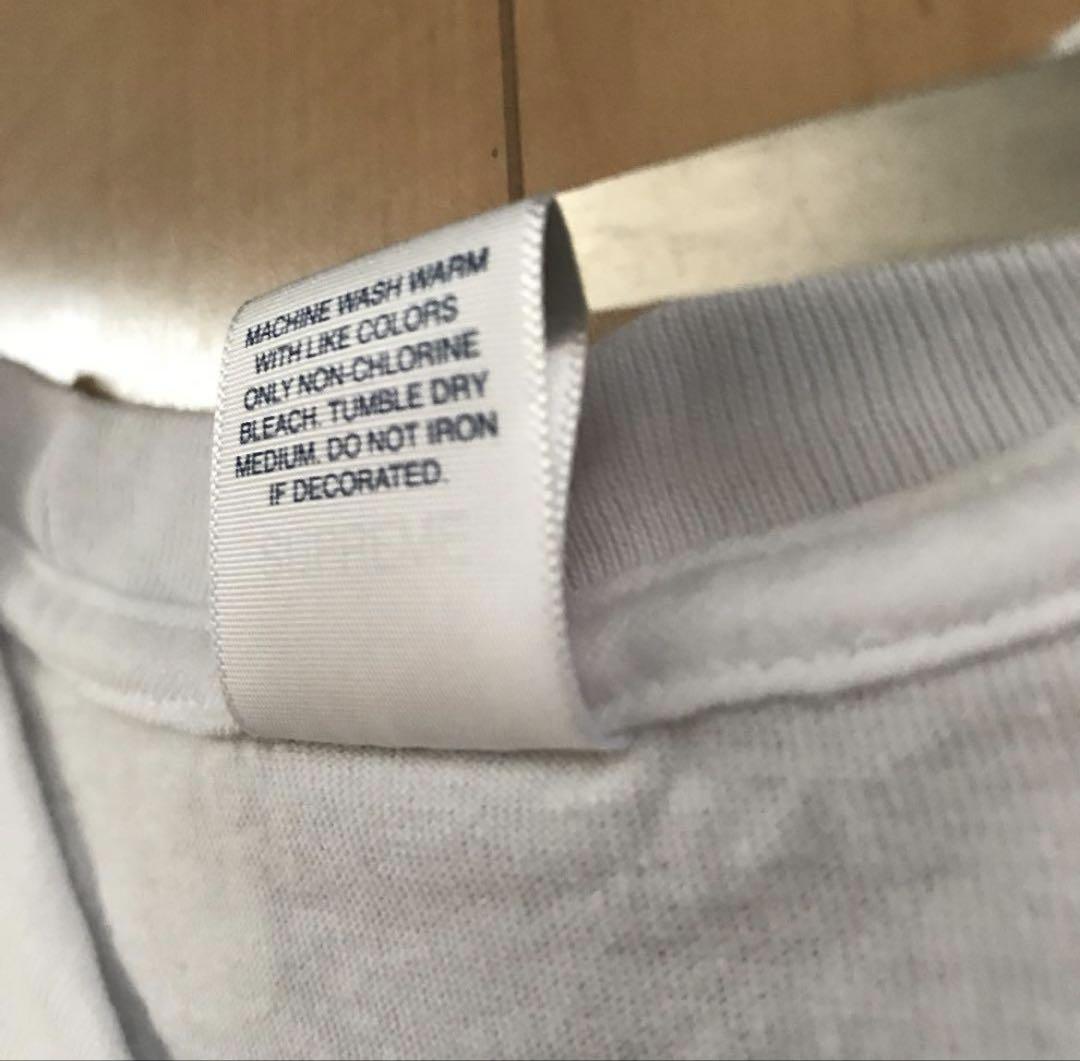 MACHINE WASH WARM
WITH LIKE COLORS
ONLY NON-CHLORINE
BLEACH. TUMBLE DRY
MEDIUM. DO NOT IRON
IF DECORATED.